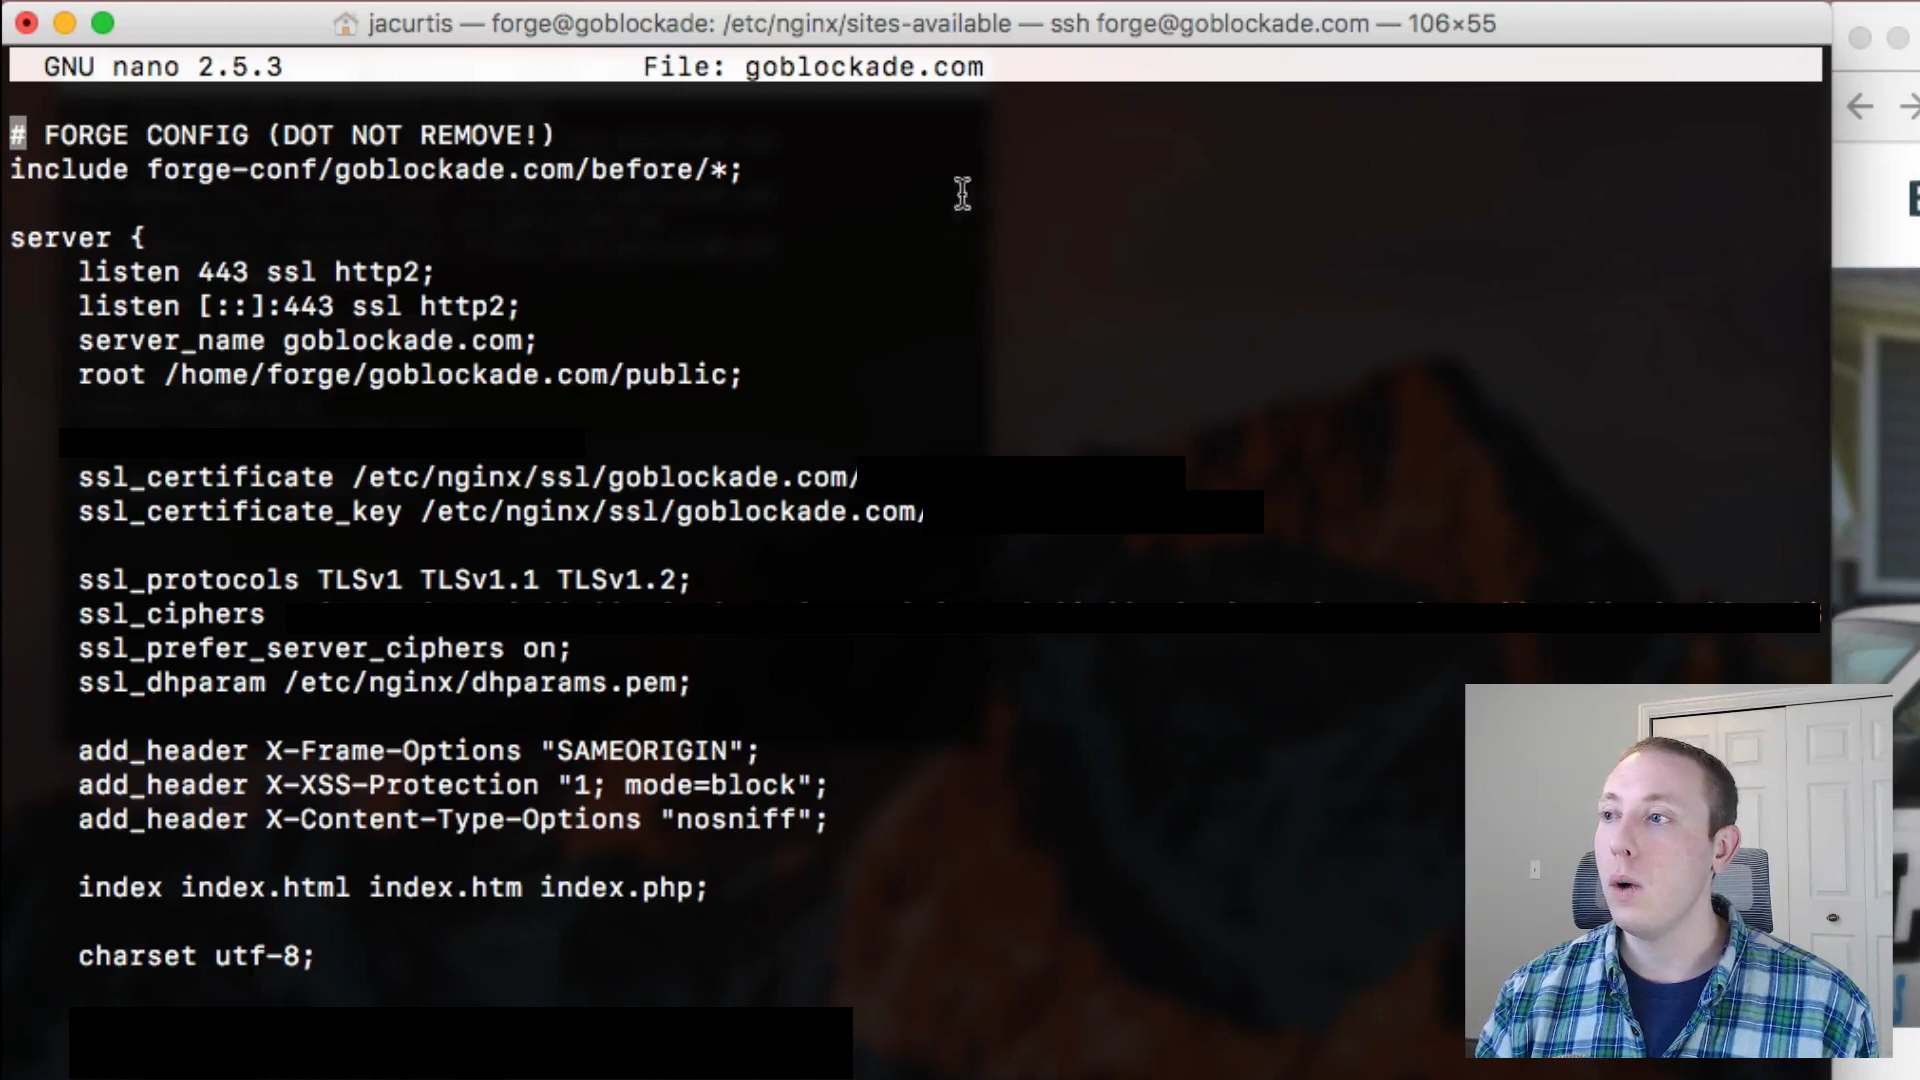 jacurtis — forge@goblockade: /etc/nginx/sites-available — ssh forge@goblockade.com — 106×55
GNU nano 2.5.3 File: goblockade.com
# FORGE CONFIG (DOT NOT REMOVE!)
include forge-conf/goblockade.com/before/*;
server {
listen 443 ssl http2;
listen [::]:443 ssl http2;
server_name goblockade.com;
root /home/forge/goblockade.com/public;
ssl_certificate /etc/nginx/ssl/goblockade.com/
ssl_certificate_key /etc/nginx/ssl/goblockade.com/
ssl_protocols TLSv1 TLSv1.1 TLSv1.2;
ssl_ciphers
ssl_prefer_server_ciphers on;
ssl_dhparam /etc/nginx/dhparams.pem;
add_header X-Frame-Options "SAMEORIGIN";
add_header X-XSS-Protection "1; mode=block";
add_header X-Content-Type-Options "nosniff";
index index.html index.htm index.php;
charset utf-8;